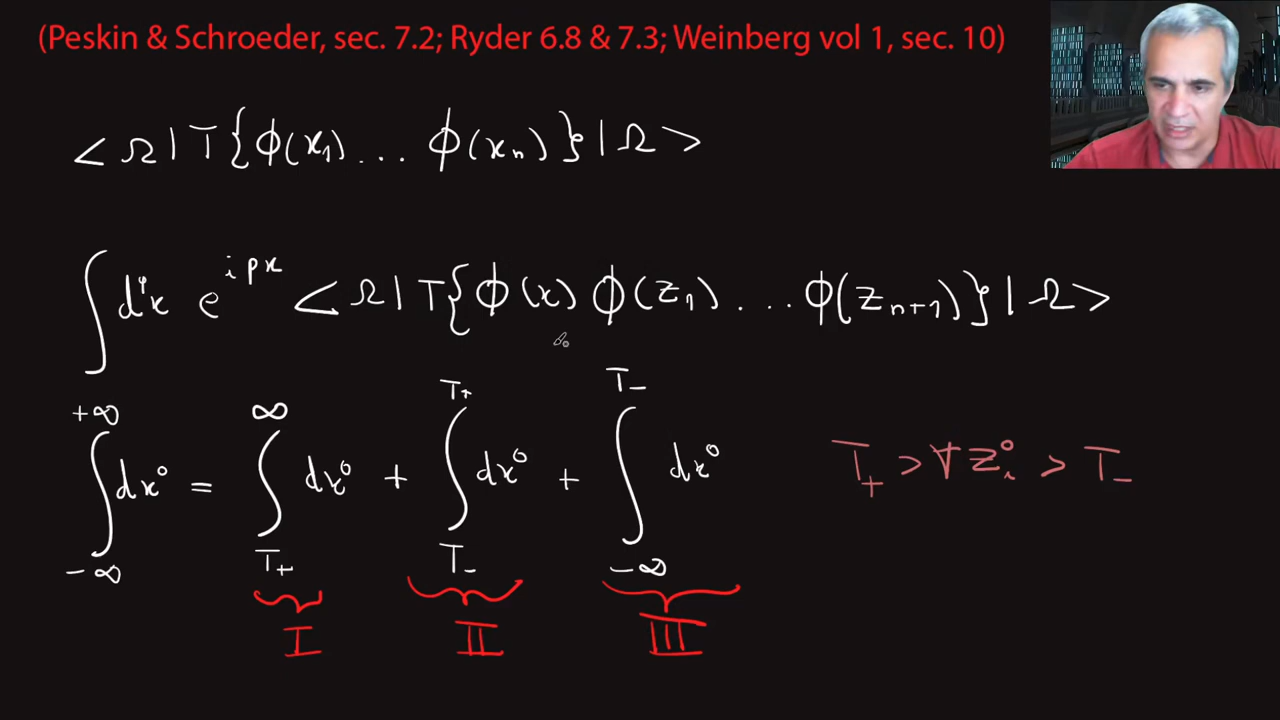 (Peskin & Schroeder, sec. 7.2; Ryder 6.8 & 7.3; Weinberg vol 1, sec. 10)
<Ω|T{ϕ(x₁)...ϕ(xₙ)}|Ω>
∫d⁴x e^{ipx} <Ω|T{ϕ(x)ϕ(z₁)...ϕ(zₙ₊₁)}|Ω>
∫_{-∞}^{+∞} dx⁰ = ∫_{T₊}^{∞} dx⁰ + ∫_{T₋}^{T₊} dx⁰ + ∫_{-∞}^{T₋} dx⁰ T₊ > ∀ zᵢ⁰ > T₋
I II III